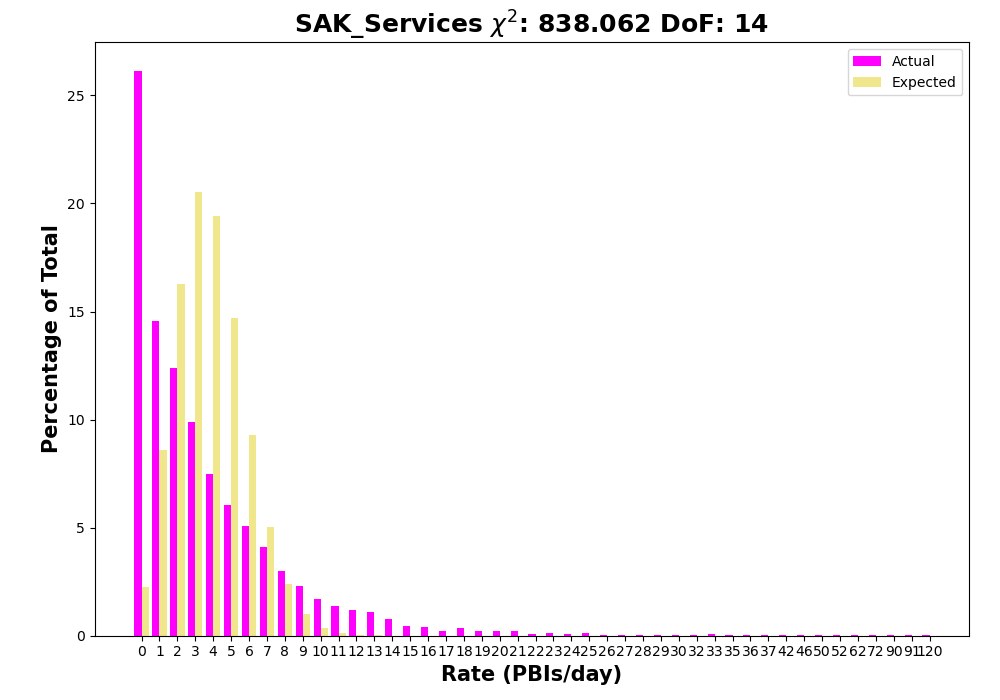 SAK_Services χ²: 838.062 DoF: 14
Actual
Expected
Percentage of Total
25
20
15
10
5
0
0 1 2 3 4 5 6 7 8 9 10 11 12 13 14 15 16 17 18 19 20 21 22 23 24 25 26 27 28 29 30 32 33 35 36 37 42 46 50 52 62 72 90 91 120
Rate (PBIs/day)